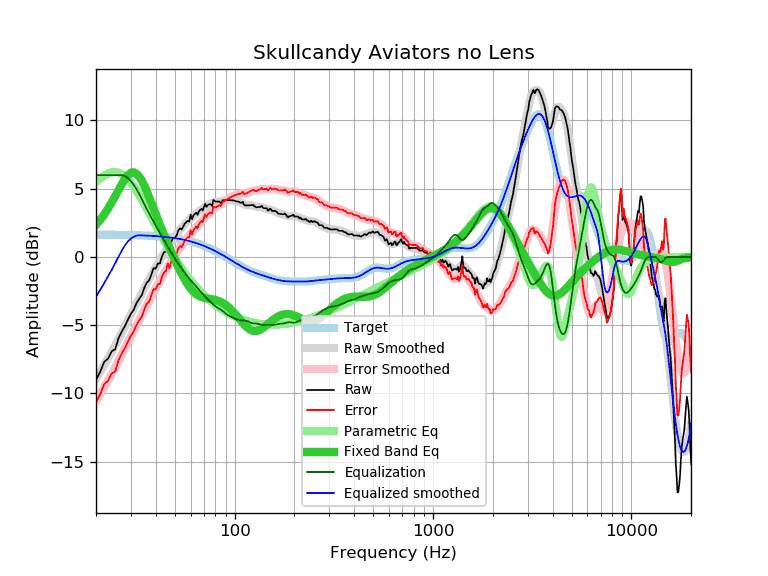 Skullcandy Aviators no Lens
Amplitude (dBr)
10
5
0
−5
−10
−15
Target
Raw Smoothed
Error Smoothed
Raw
Error
Parametric Eq
Fixed Band Eq
Equalization
Equalized smoothed
100
1000
10000
Frequency (Hz)